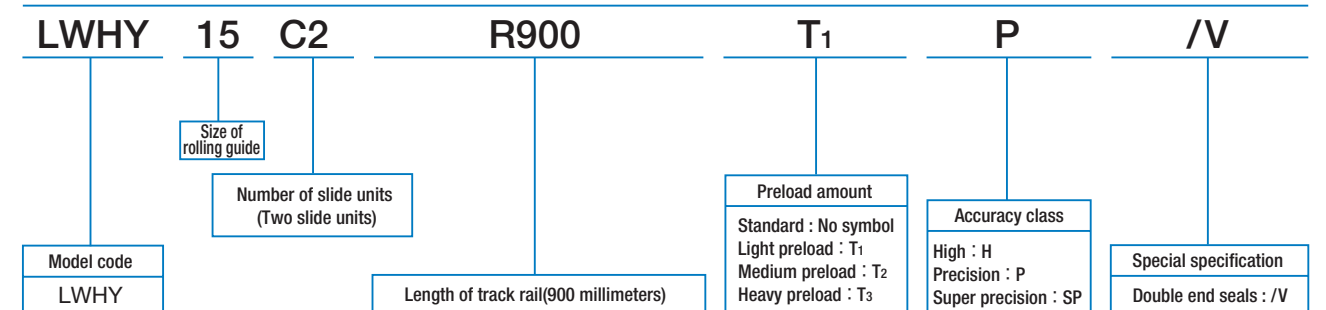 LWHY 15 C2 R900 T1 P /V
Size of
rolling guide
Number of slide units
(Two slide units)
Model code
LWHY
Length of track rail(900 millimeters)
Preload amount
Standard : No symbol
Light preload：T1
Medium preload：T2
Heavy preload：T3
Accuracy class
High：H
Precision：P
Super precision：SP
Special specification
Double end seals : /V